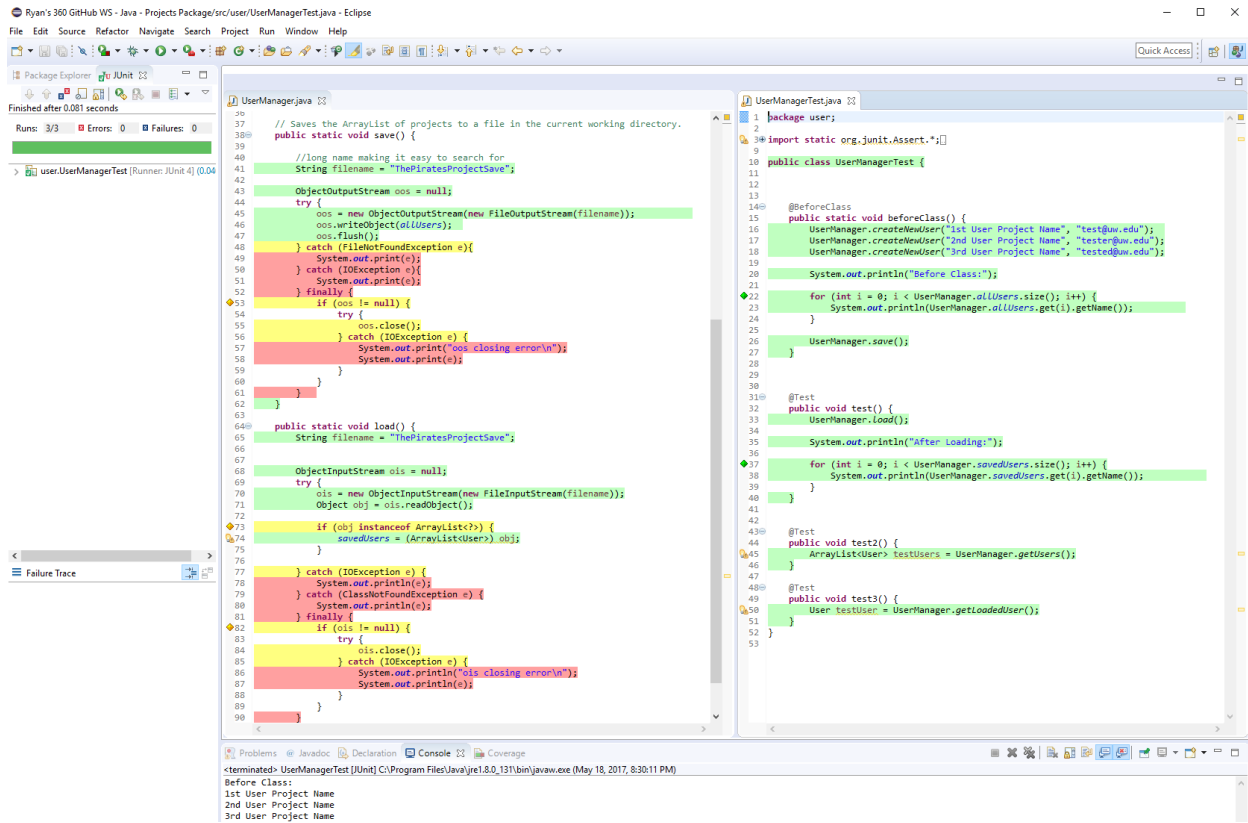 Ryan's 360 GitHub WS - Java - Projects Package/src/user/UserManagerTest.java - Eclipse
File Edit Source Refactor Navigate Search Project Run Window Help
Quick Access
Package Explorer JUnit
Finished after 0.081 seconds
Runs: 3/3 Errors: 0 Failures: 0
user.UserManagerTest [Runner: JUnit 4] (0.04
Failure Trace
UserManager.java
36
37 // Saves the ArrayList of projects to a file in the current working directory.
38 public static void save() {
39
40 //long name making it easy to search for
41 String filename = "ThePiratesProjectSave";
42
43 ObjectOutputStream oos = null;
44 try {
45 oos = new ObjectOutputStream(new FileOutputStream(filename));
46 oos.writeObject(allUsers);
47 oos.flush();
48 } catch (FileNotFoundException e){
49 System.out.print(e);
50 } catch (IOException e){
51 System.out.print(e);
52 } finally {
53 if (oos != null) {
54 try {
55 oos.close();
56 } catch (IOException e) {
57 System.out.print("oos closing error\n");
58 System.out.print(e);
59 }
60 }
61 }
62 }
63
64 public static void load() {
65 String filename = "ThePiratesProjectSave";
66
67
68 ObjectInputStream ois = null;
69 try {
70 ois = new ObjectInputStream(new FileInputStream(filename));
71 Object obj = ois.readObject();
72
73 if (obj instanceof ArrayList<?>) {
74 savedUsers = (ArrayList<User>) obj;
75 }
76
77 } catch (IOException e) {
78 System.out.println(e);
79 } catch (ClassNotFoundException e) {
80 System.out.println(e);
81 } finally {
82 if (ois != null) {
83 try {
84 ois.close();
85 } catch (IOException e) {
86 System.out.println("ois closing error\n");
87 System.out.println(e);
88 }
89 }
90 }
UserManagerTest.java
1 package user;
2
3 import static org.junit.Assert.*;
9
10 public class UserManagerTest {
11
12
13
14 @BeforeClass
15 public static void beforeClass() {
16 UserManager.createNewUser("1st User Project Name", "test@uw.edu");
17 UserManager.createNewUser("2nd User Project Name", "tester@uw.edu");
18 UserManager.createNewUser("3rd User Project Name", "tested@uw.edu");
19
20 System.out.println("Before Class:");
21
22 for (int i = 0; i < UserManager.allUsers.size(); i++) {
23 System.out.println(UserManager.allUsers.get(i).getName());
24 }
25
26 UserManager.save();
27 }
28
29
30
31 @Test
32 public void test() {
33 UserManager.load();
34
35 System.out.println("After Loading:");
36
37 for (int i = 0; i < UserManager.savedUsers.size(); i++) {
38 System.out.println(UserManager.savedUsers.get(i).getName());
39 }
40 }
41
42
43 @Test
44 public void test2() {
45 ArrayList<User> testUsers = UserManager.getUsers();
46 }
47
48 @Test
49 public void test3() {
50 User testUser = UserManager.getLoadedUser();
51 }
52 }
53
Problems Javadoc Declaration Console Coverage
<terminated> UserManagerTest [JUnit] C:\Program Files\Java\jre1.8.0_131\bin\javaw.exe (May 18, 2017, 8:30:11 PM)
Before Class:
1st User Project Name
2nd User Project Name
3rd User Project Name